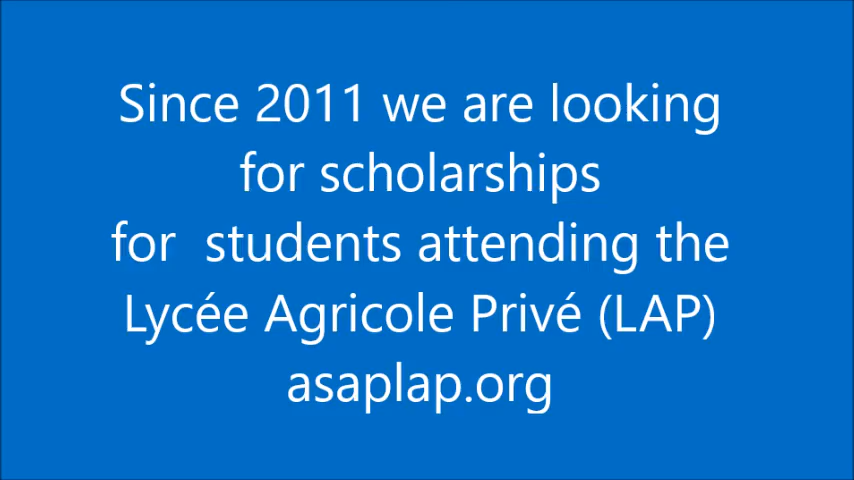 Since 2011 we are looking
for scholarships
for  students attending the
Lycée Agricole Privé (LAP)
asaplap.org